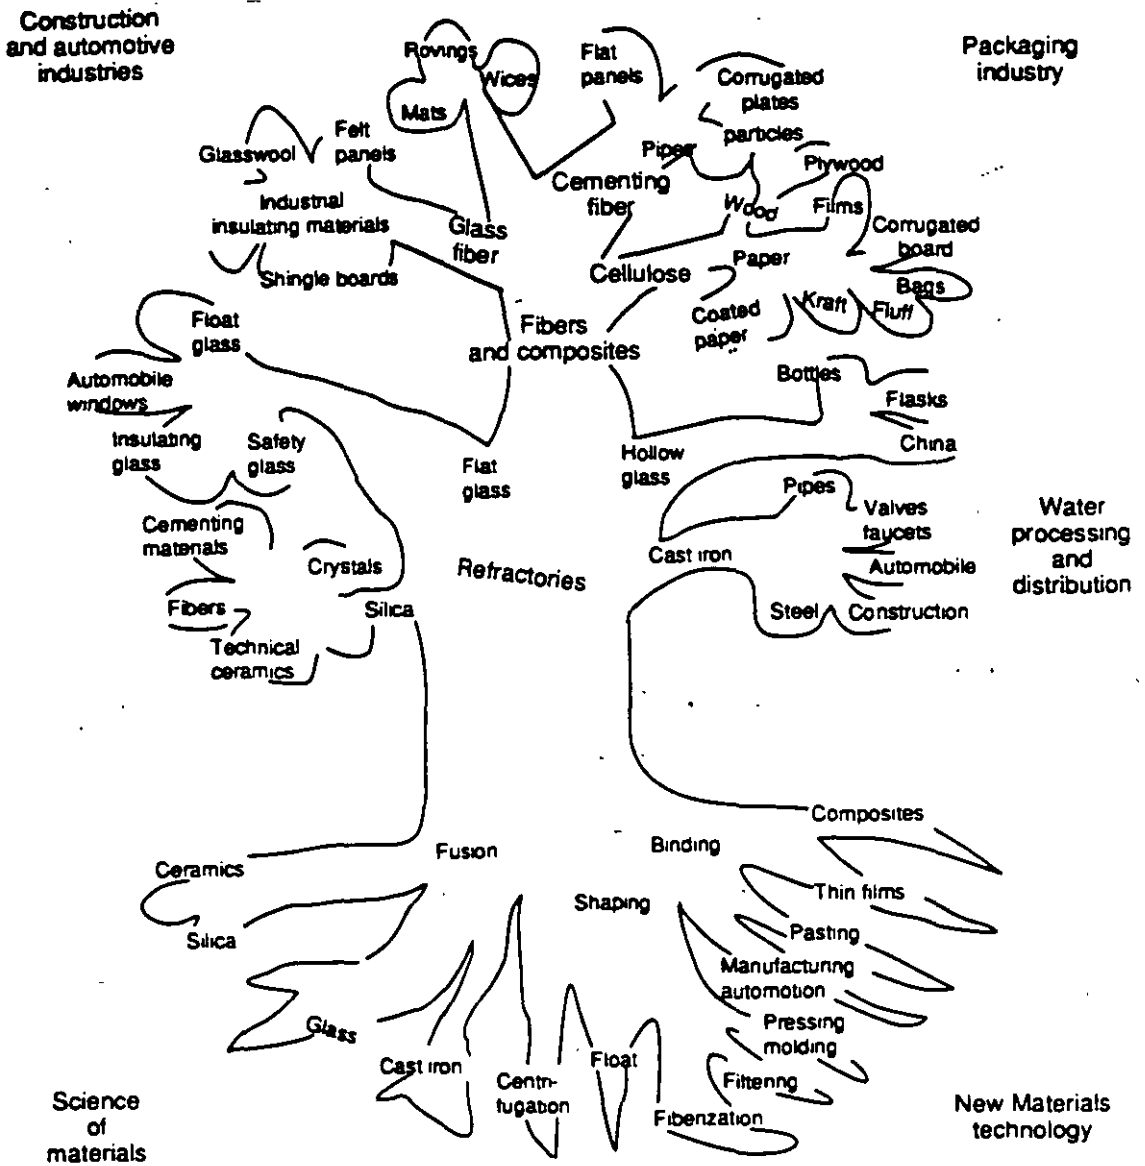 Construction
and automotive
industries
Packaging
industry
Rovings
Wices
Mats
Flat
panels
Corrugated
plates
particles
Glasswool
Felt
panels
Pipes
Plywood
Cementing
fiber
Wood
Films
Industrial
insulating materials
Glass
fiber
Corrugated
board
Shingle boards
Cellulose
Paper
Bags
Kraft
Fluff
Coated
paper
Float
glass
Fibers
and composites
Automobile
windows
Bottles
Flasks
Insulating
glass
Safety
glass
Flat
glass
Hollow
glass
China
Pipes
Valves
faucets
Water
processing
and
distribution
Cementing
materials
Crystals
Refractories
Cast iron
Automobile
Fibers
Silica
Steel
Construction
Technical
ceramics
Composites
Ceramics
Fusion
Binding
Silica
Shaping
Thin films
Pasting
Manufacturing
automotion
Glass
Pressing
molding
Cast iron
Centri-
fugation
Float
Filtering
Fiberization
Science
of
materials
New Materials
technology